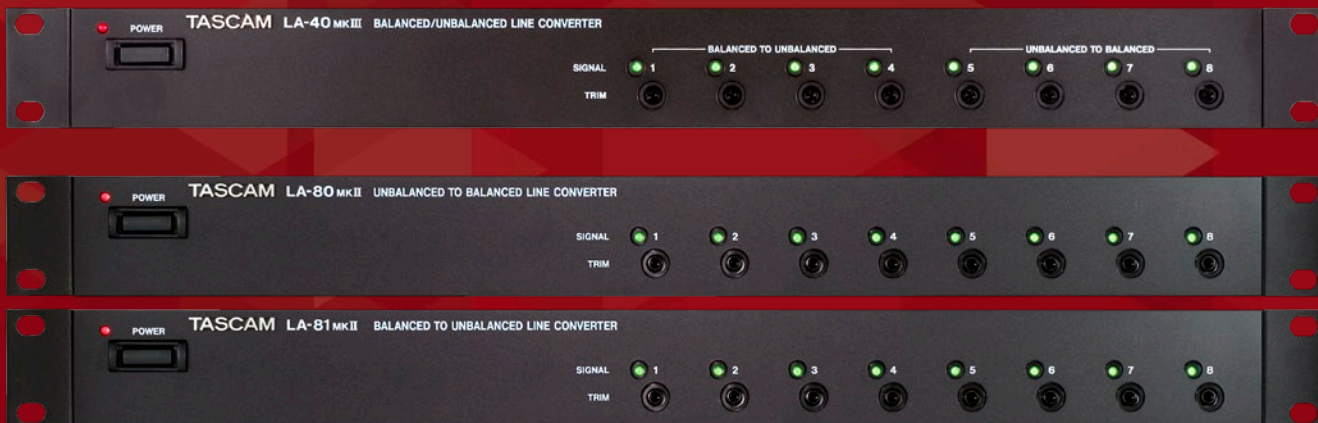 POWER TASCAM LA-40 MKIII BALANCED/UNBALANCED LINE CONVERTER
BALANCED TO UNBALANCED UNBALANCED TO BALANCED
SIGNAL 1 2 3 4 5 6 7 8
TRIM
POWER TASCAM LA-80 MKII UNBALANCED TO BALANCED LINE CONVERTER
SIGNAL 1 2 3 4 5 6 7 8
TRIM
POWER TASCAM LA-81 MKII BALANCED TO UNBALANCED LINE CONVERTER
SIGNAL 1 2 3 4 5 6 7 8
TRIM